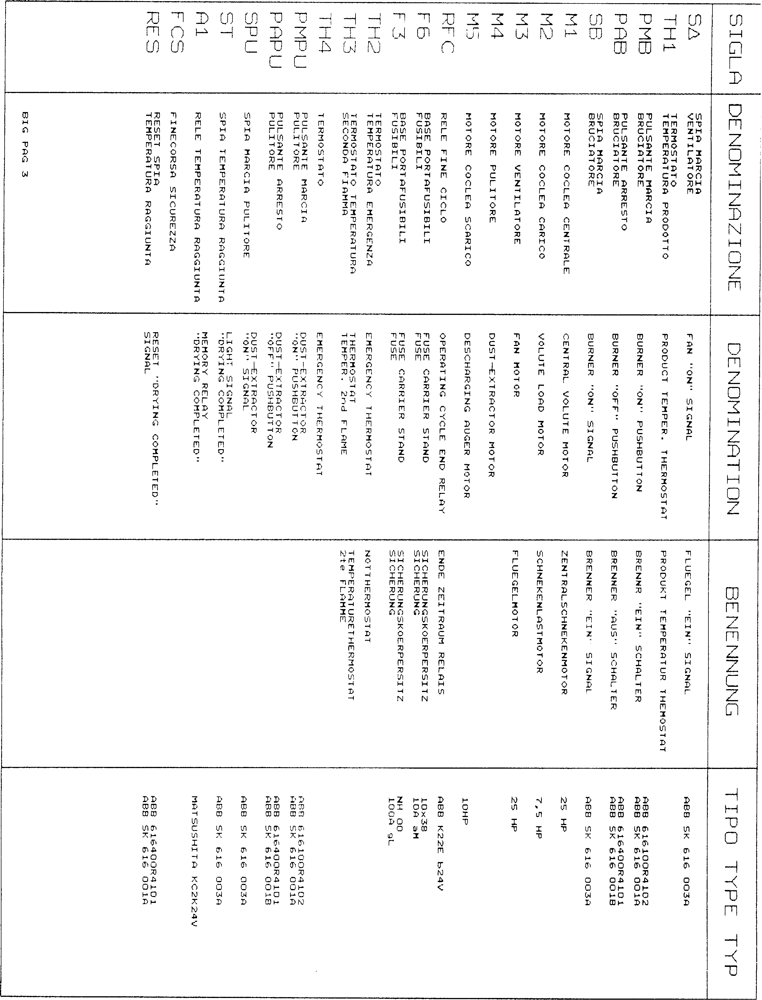 SIGLA DENOMINAZIONE DENOMINATION BENENNUNG TIPO TYPE TYP
SA SPIA MARCIA FAN "ON" SIGNAL FLUEGEL "EIN" SIGNAL ABB SK 616 003A
VENTILATORE
TH1 TERMOSTATO PRODUCT TEMPER. THERMOSTAT PRODUKT TEMPERATUR THEMOSTAT
TEMPERATURA PRODOTTO
PMB PULSANTE MARCIA BURNER "ON" PUSHBUTTON BRENNR "EIN" SCHALTER ABB 616100R4102
BRUCIATORE ABB SK 616 001A
PAB PULSANTE ARRESTO BURNER "OFF" PUSHBUTTON BRENNER "AUS" SCHALTER ABB 616400R4101
BRUCIATORE ABB SK 616 001B
SB SPIA MARCIA BURNER "ON" SIGNAL BRENNER "EIN" SIGNAL ABB SK 616 003A
BRUCIATORE
M1 MOTORE COCLEA CENTRALE CENTRAL VOLUTE MOTOR ZENTRALSCHNEKENMOTOR 25 HP
M2 MOTORE COCLEA CARICO VOLUTE LOAD MOTOR SCHNEKENLASTMOTOR 7,5 HP
M3 MOTORE VENTILATORE FAN MOTOR FLUEGELMOTOR 25 HP
M4 MOTORE PULITORE DUST-EXTRACTOR MOTOR
M5 MOTORE COCLEA SCARICO DESCHARGING AUGER MOTOR 10HP
RFC RELE FINE CICLO OPERATING CYCLE END RELAY ENDE ZEITRAUM RELAIS ABB K22E b24V
F6 BASE PORTAFUSIBILI FUSE CARRIER STAND SICHERUNGSKOERPERSITZ 10x38
FUSIBILI FUSE SICHERUNG 10A aM
F3 BASE PORTAFUSIBILI FUSE CARRIER STAND SICHERUNGSKOERPERSITZ NH 00
FUSIBILI FUSE SICHERUNG 100A gL
TH2 TERMOSTATO EMERGENCY THERMOSTAT NOTTHERMOSTAT
TEMPERATURA EMERGENZA
TH3 TERMOSTATO TEMPERATURA THERMOSTAT TEMPERATURETHERMOSTAT
SECONDA FIAMMA TEMPER. 2nd FLAME 2te FLAMME
TH4 TERMOSTATO EMERGENCY THERMOSTAT
PMPU PULSANTE MARCIA DUST-EXTRACTOR ABB 616100R4102
PULITORE "ON" PUSHBUTTON ABB SK 616 001A
PAPU PULSANTE ARRESTO DUST-EXTRACTOR ABB 616400R4101
PULITORE "OFF" PUSHBUTTON ABB SK 616 001B
SPU SPIA MARCIA PULITORE DUST-EXTRACTOR ABB SK 616 003A
"ON" SIGNAL
ST SPIA TEMPERATURA RAGGIUNTA LIGHT SIGNAL ABB SK 616 003A
"DRYING COMPLETED"
A1 RELE TEMPERATURA RAGGIUNTA MEMORY RELAY MATSUSHITA KC2K24V
"DRYING COMPLETED"
FCS FINECORSA SICUREZZA
RES RESET SPIA RESET "DRYING COMPLETED" ABB 616400R4101
TEMPERATURA RAGGIUNTA SIGNAL ABB SK 616 001A
BIG PAG 3